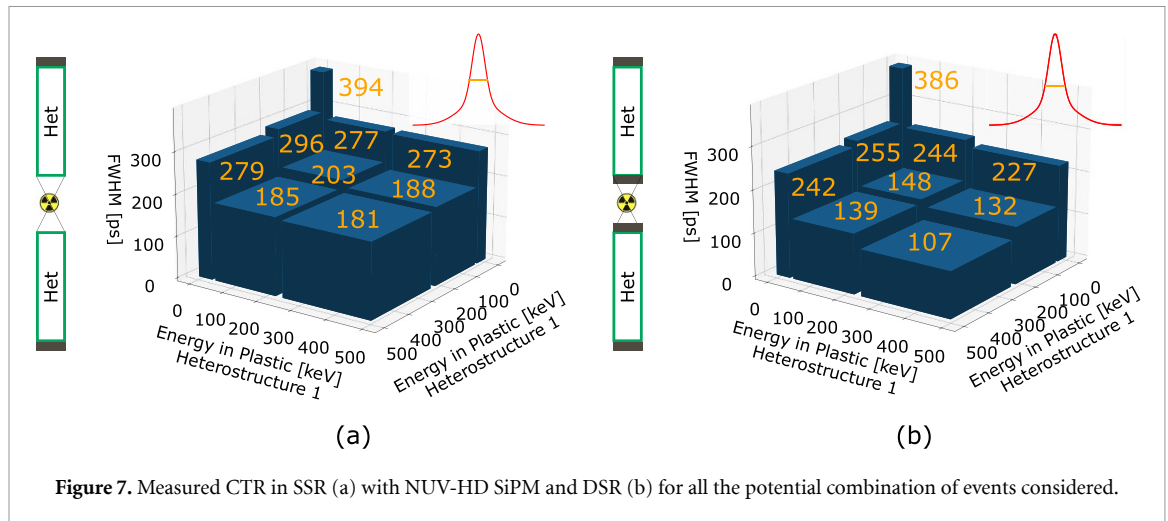 Het
Het
FWHM [ps]
300
200
100
0
394
296 277
279 203 273
185 188
181
0 100 200 300 400 500
500 400 300 200 100 0
Energy in Plastic [keV]
Heterostructure 1
Energy in Plastic [keV]
Heterostructure 1
(a)
Het
Het
FWHM [ps]
300
200
100
0
386
255 244
242 148 227
139 132
107
0 100 200 300 400 500
500 400 300 200 100 0
Energy in Plastic [keV]
Heterostructure 1
Energy in Plastic [keV]
Heterostructure 1
(b)
Figure 7. Measured CTR in SSR (a) with NUV-HD SiPM and DSR (b) for all the potential combination of events considered.